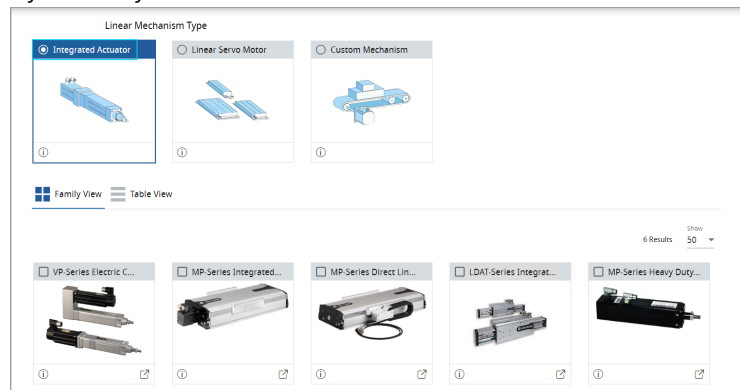 Linear Mechanism Type
Integrated Actuator
Linear Servo Motor
Custom Mechanism
Family View
Table View
Show
6 Results
50
VP-Series Electric C...
MP-Series Integrated...
MP-Series Direct Lin...
LDAT-Series Integrat...
MP-Series Heavy Duty...